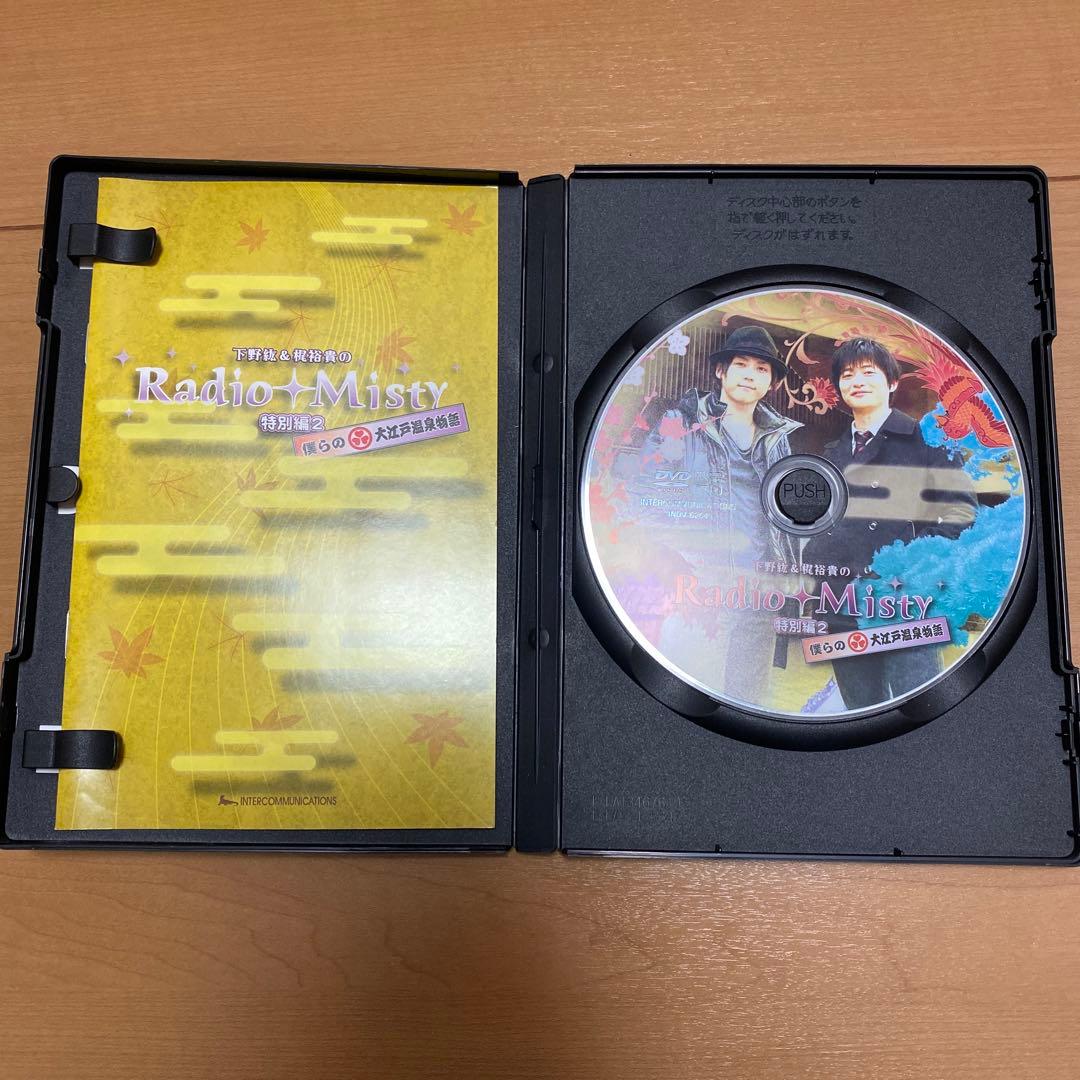 下野紘&梶裕貴の
Radio✦Misty
特別編2
僕らの 大江戸温泉物語
INTERCOMMUNICATIONS
ディスク中心部のボタンを
指で軽く押してください。
ディスクがはずれます。
DVD
PUSH
下野紘&梶裕貴の
Radio✦Misty
特別編2
僕らの 大江戸温泉物語